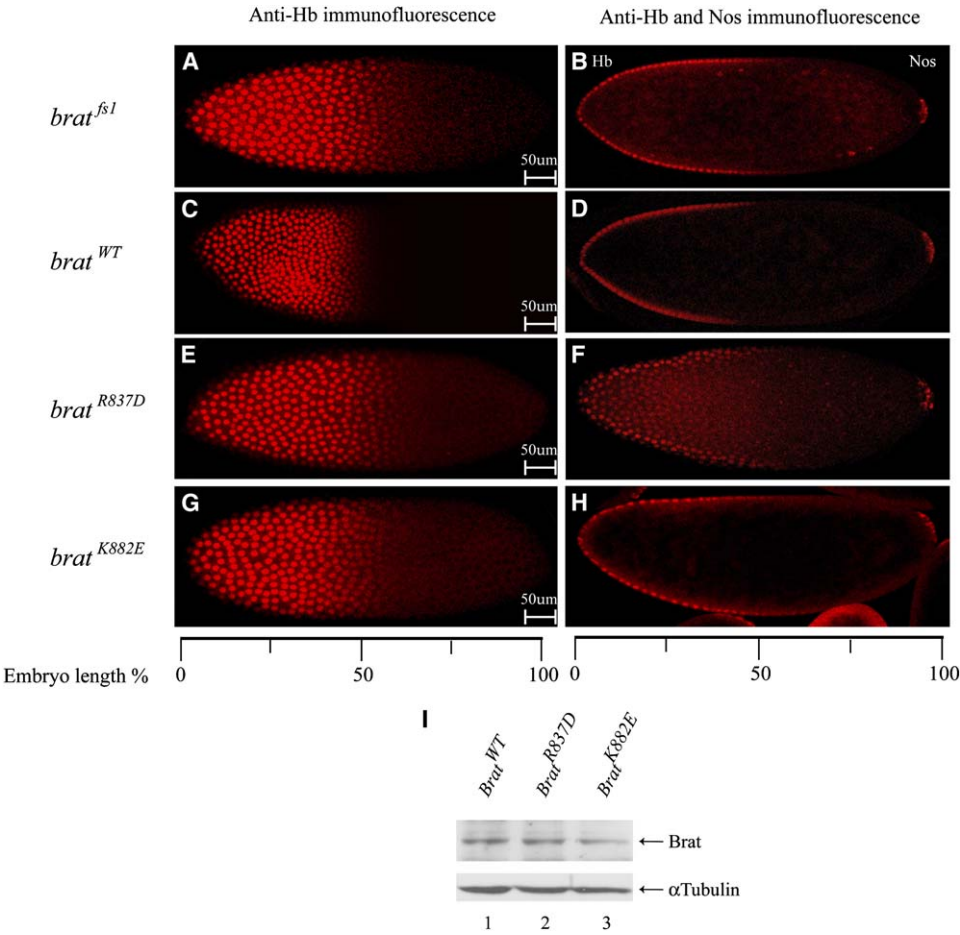 Anti-Hb immunofluorescence
Anti-Hb and Nos immunofluorescence
brat fs1
A
50um
B
Hb
Nos
brat WT
C
50um
D
brat R837D
E
50um
F
brat K882E
G
50um
H
Embryo length %
0
50
100
0
50
100
I
Brat WT
Brat R837D
Brat K882E
← Brat
← αTubulin
1
2
3